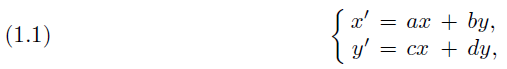 (1.1)
x′ = ax + by,
y′ = cx + dy,